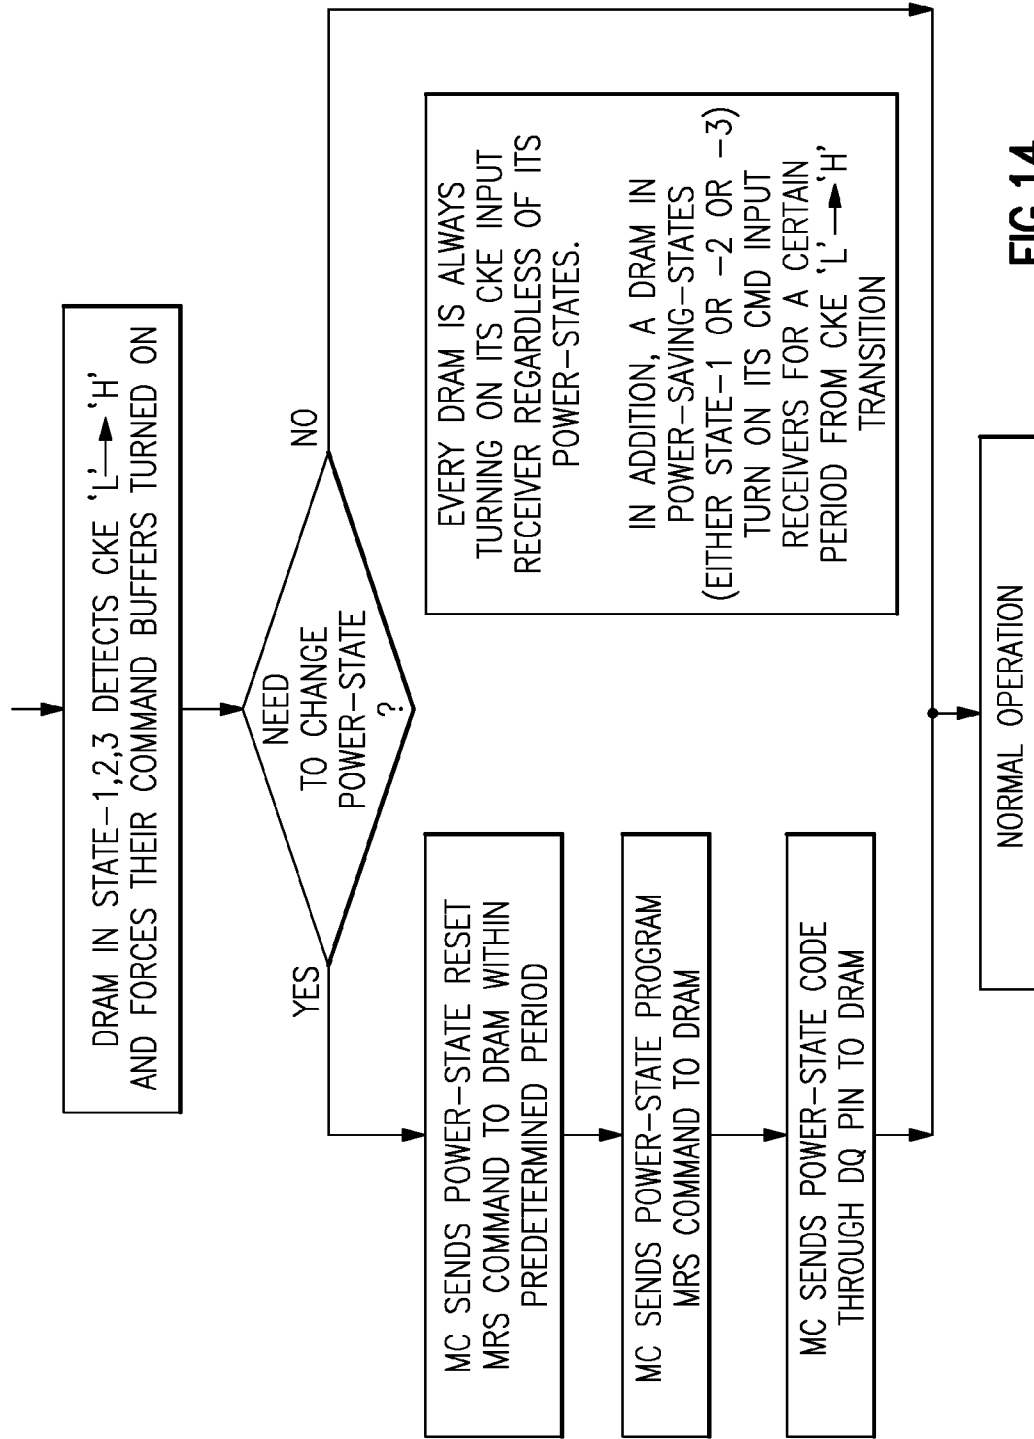 DRAM IN STATE-1,2,3 DETECTS CKE 'L'→'H'
AND FORCES THEIR COMMAND BUFFERS TURNED ON
NEED
TO CHANGE
POWER-STATE
?
YES
NO
MC SENDS POWER-STATE RESET
MRS COMMAND TO DRAM WITHIN
PREDETERMINED PERIOD
MC SENDS POWER-STATE PROGRAM
MRS COMMAND TO DRAM
MC SENDS POWER-STATE CODE
THROUGH DQ PIN TO DRAM
EVERY DRAM IS ALWAYS
TURNING ON ITS CKE INPUT
RECEIVER REGARDLESS OF ITS
POWER-STATES.
IN ADDITION, A DRAM IN
POWER-SAVING-STATES
(EITHER STATE-1 OR -2 OR -3)
TURN ON ITS CMD INPUT
RECEIVERS FOR A CERTAIN
PERIOD FROM CKE 'L'→'H'
TRANSITION
NORMAL OPERATION
FIG.14